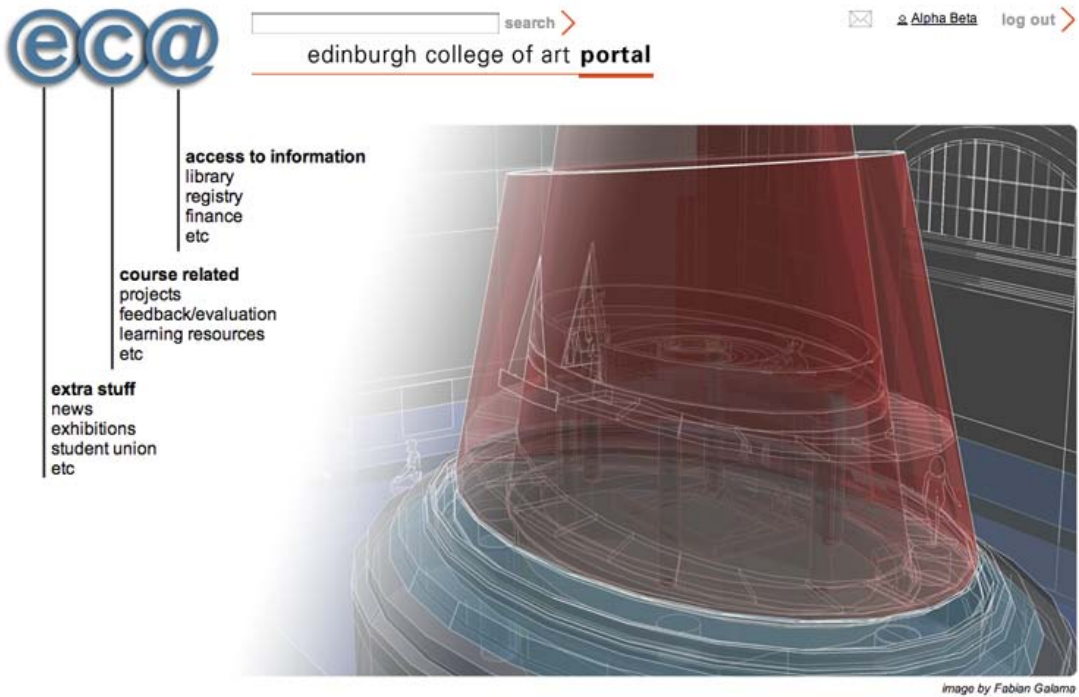 eca
search
Alpha Beta
log out
edinburgh college of art portal
access to information
library
registry
finance
etc
course related
projects
feedback/evaluation
learning resources
etc
extra stuff
news
exhibitions
student union
etc
image by Fabian Galama